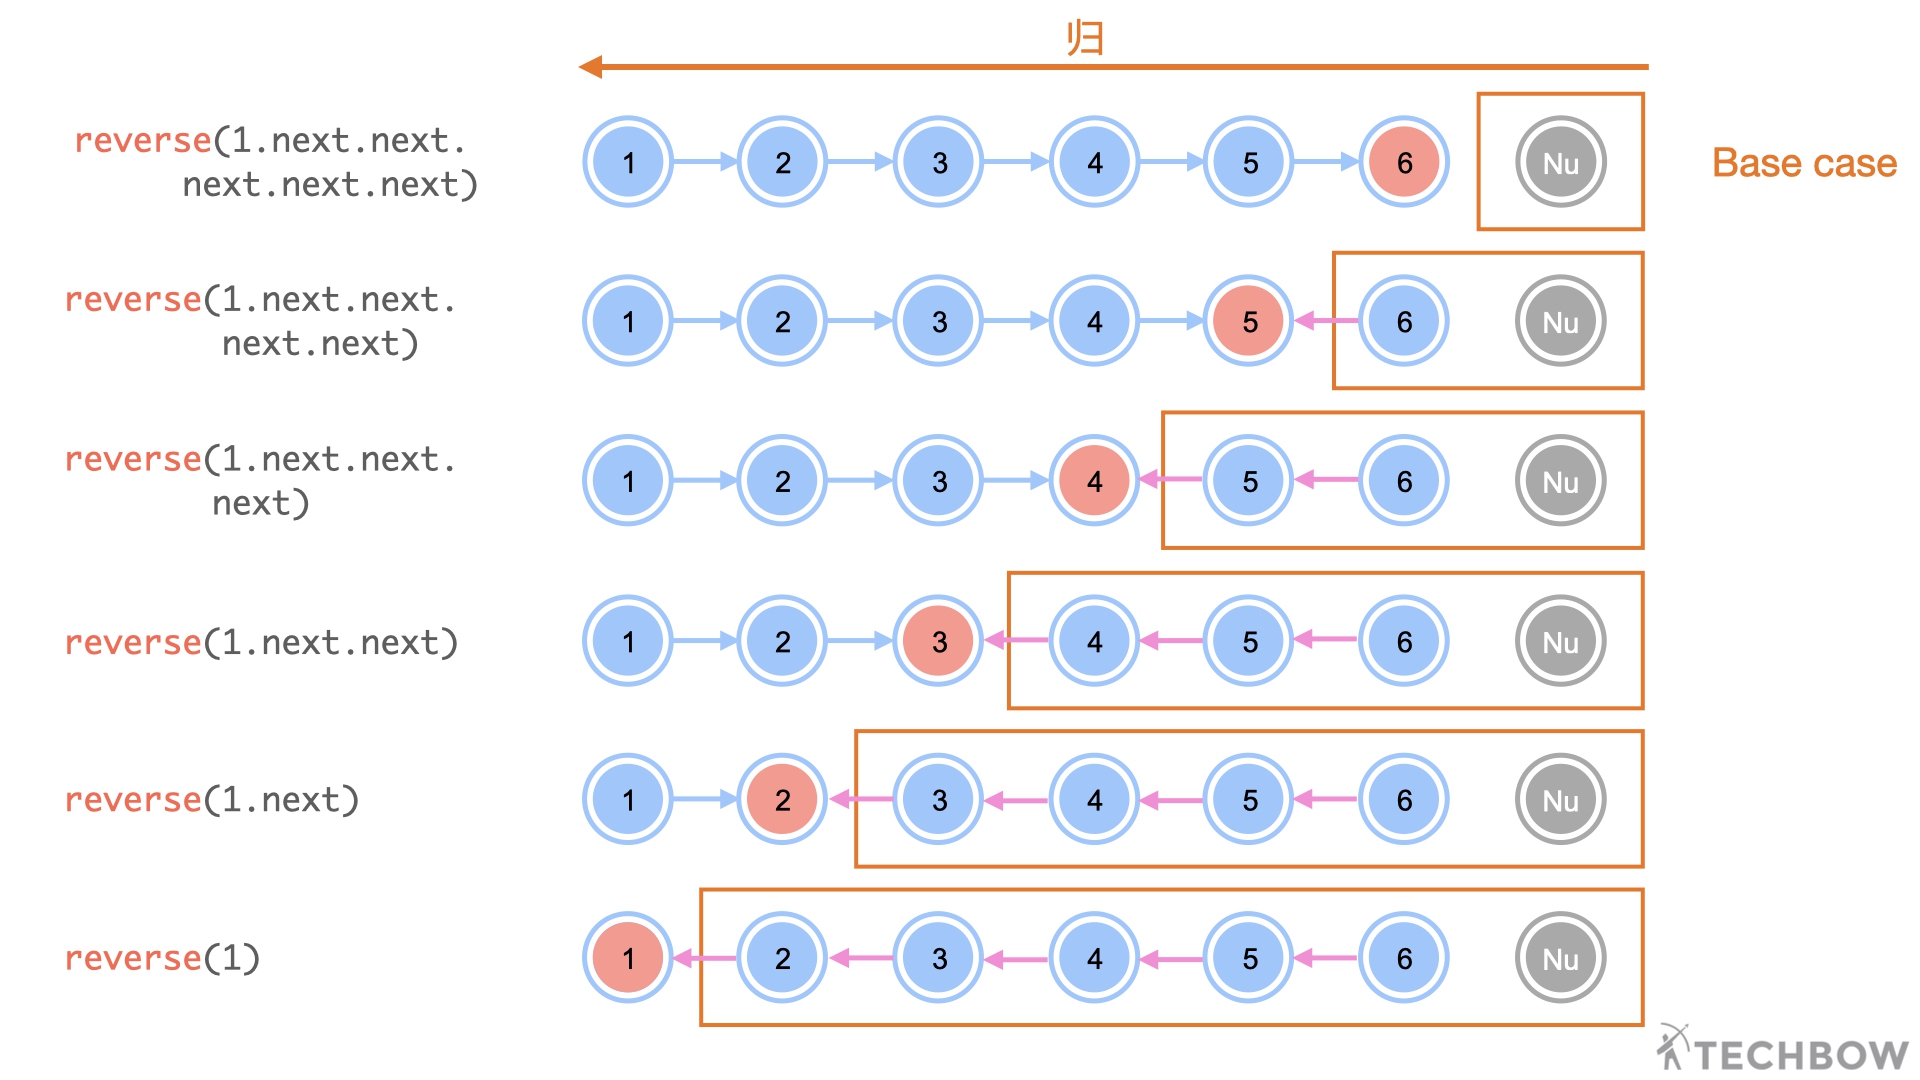 归
reverse(1.next.next.
next.next.next)
1 2 3 4 5 6 Nu
Base case
reverse(1.next.next.
next.next)
1 2 3 4 5 6 Nu
reverse(1.next.next.
next)
1 2 3 4 5 6 Nu
reverse(1.next.next)
1 2 3 4 5 6 Nu
reverse(1.next)
1 2 3 4 5 6 Nu
reverse(1)
1 2 3 4 5 6 Nu
TECHBOW